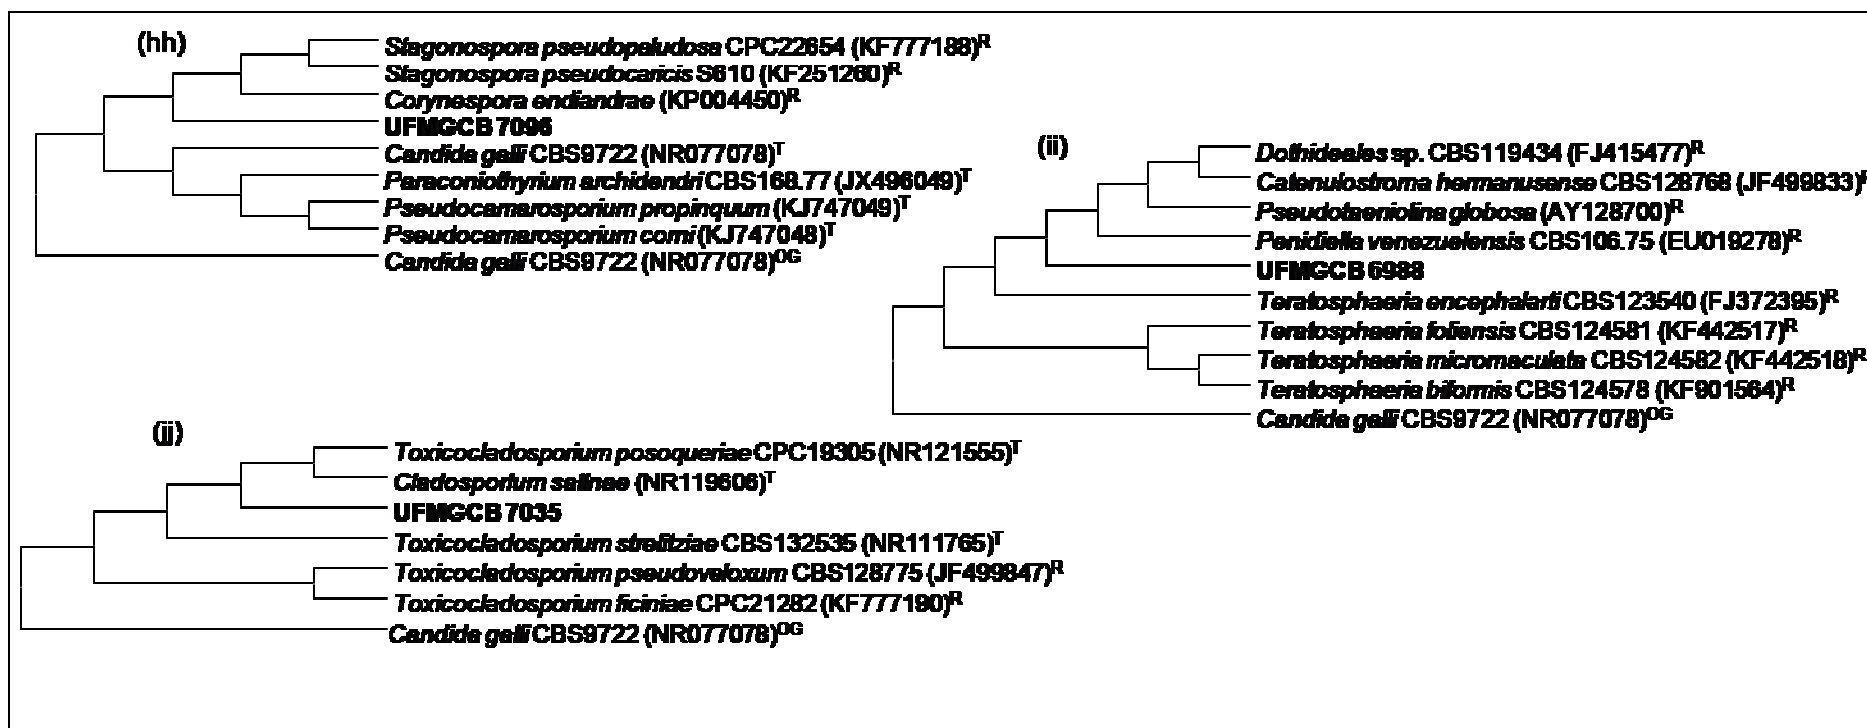 (hh)
Stagonospora pseudopaludosa CPC22654 (KF777188)R
Stagonospora pseudocaricis S610 (KF251260)R
Corynespora endiandrae (KP004450)R
UFMGCB 7096
Candida galli CBS9722 (NR077078)T
Paraconiothyrium archidendri CBS168.77 (JX496049)T
Pseudocamarosporium propinquum (KJ747049)T
Pseudocamarosporium corni (KJ747048)T
Candida galli CBS9722 (NR077078)OG
(ii)
Dothideales sp. CBS119434 (FJ415477)R
Catenulostroma hermanusense CBS128768 (JF499833)R
Pseudotaeniolina globosa (AY128700)R
Penidiella venezuelensis CBS106.75 (EU019278)R
UFMGCB 6988
Teratosphaeria encephalarti CBS123540 (FJ372395)R
Teratosphaeria foliensis CBS124581 (KF442517)R
Teratosphaeria micromaculata CBS124582 (KF442518)R
Teratosphaeria biformis CBS124578 (KF901564)R
Candida galli CBS9722 (NR077078)OG
(jj)
Toxicocladosporium posoqueriae CPC19305 (NR121555)T
Cladosporium salinae (NR119606)T
UFMGCB 7035
Toxicocladosporium strelitziae CBS132535 (NR111765)T
Toxicocladosporium pseudoveloxum CBS128775 (JF499847)R
Toxicocladosporium ficiniae CPC21282 (KF777190)R
Candida galli CBS9722 (NR077078)OG